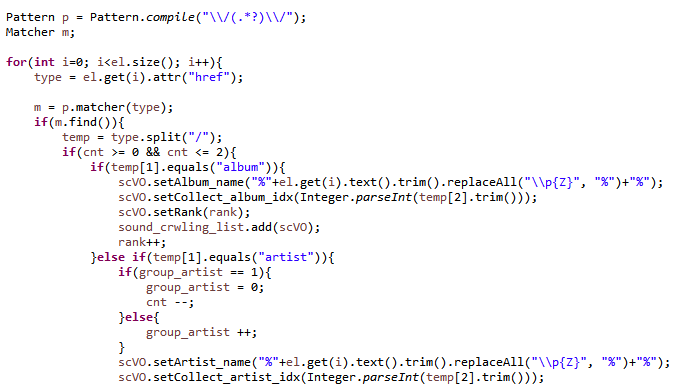 Pattern p = Pattern.compile("\\/(.*?)\\/");
Matcher m;

for(int i=0; i<el.size(); i++){
    type = el.get(i).attr("href");

    m = p.matcher(type);
    if(m.find()){
        temp = type.split("/");
        if(cnt >= 0 && cnt <= 2){
            if(temp[1].equals("album")){
                scVO.setAlbum_name("%"+el.get(i).text().trim().replaceAll("\\p{Z}", "%")+"%");
                scVO.setCollect_album_idx(Integer.parseInt(temp[2].trim()));
                scVO.setRank(rank);
                sound_crwling_list.add(scVO);
                rank++;
            }else if(temp[1].equals("artist")){
                if(group_artist == 1){
                    group_artist = 0;
                    cnt --;
                }else{
                    group_artist ++;
                }
                scVO.setArtist_name("%"+el.get(i).text().trim().replaceAll("\\p{Z}", "%")+"%");
                scVO.setCollect_artist_idx(Integer.parseInt(temp[2].trim()));